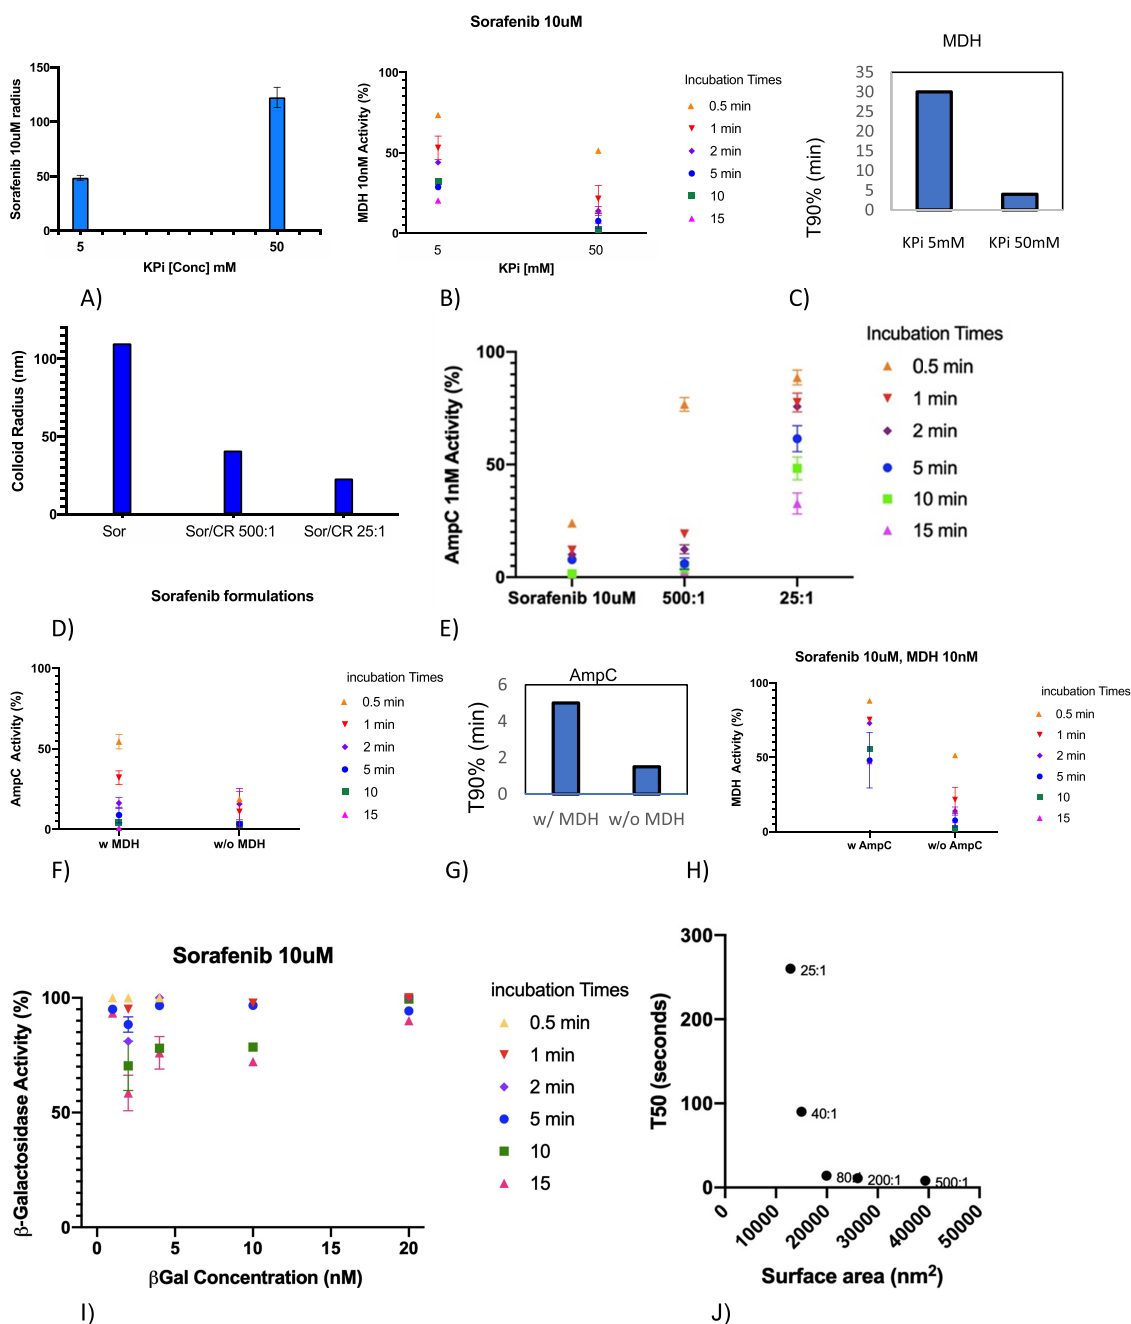 Sorafenib 10uM
Sorafenib 10uM radius
150
100
50
0
5
50
KPi [Conc] mM
A)
MDH 10nM Activity (%)
100
50
0
5
50
KPi [mM]
Incubation Times
0.5 min
1 min
2 min
5 min
10
15
B)
MDH
T90% (min)
35
30
25
20
15
10
5
0
KPi 5mM
KPi 50mM
C)
Colloid Radius (nm)
100
50
0
Sor
Sor/CR 500:1
Sor/CR 25:1
Sorafenib formulations
D)
AmpC 1nM Activity (%)
100
50
0
Sorafenib 10uM
500:1
25:1
Incubation Times
0.5 min
1 min
2 min
5 min
10 min
15 min
E)
AmpC Activity (%)
100
50
0
w MDH
w/o MDH
incubation Times
0.5 min
1 min
2 min
5 min
10
15
F)
AmpC
T90% (min)
6
4
2
0
w/ MDH
w/o MDH
G)
Sorafenib 10uM, MDH 10nM
MDH Activity (%)
100
50
0
w AmpC
w/o AmpC
incubation Times
0.5 min
1 min
2 min
5 min
10
15
H)
Sorafenib 10uM
β-Galactosidase Activity (%)
100
50
0
0
5
10
15
20
βGal Concentration (nM)
incubation Times
0.5 min
1 min
2 min
5 min
10
15
I)
T50 (seconds)
300
200
100
0
25:1
40:1
200:1
500:1
0
10000
20000
30000
40000
50000
Surface area (nm²)
J)